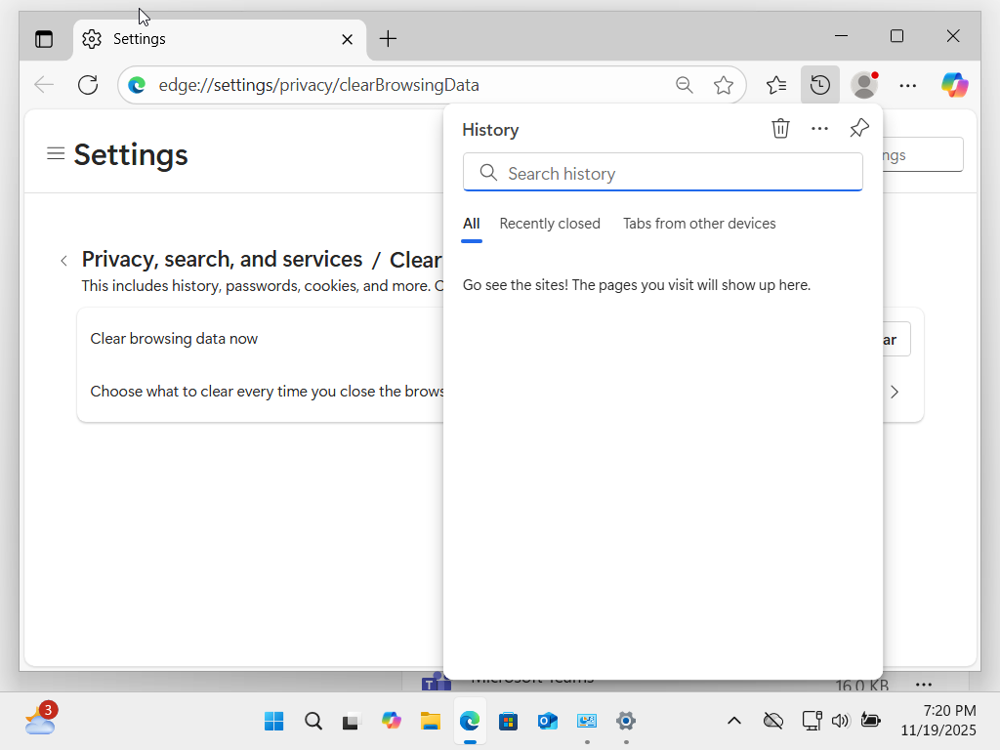 Settings
edge://settings/privacy/clearBrowsingData
Settings
ngs
Privacy, search, and services / Clear
This includes history, passwords, cookies, and more. C
Clear browsing data now
ar
Choose what to clear every time you close the brows
History
Search history
All Recently closed Tabs from other devices
Go see the sites! The pages you visit will show up here.
Microsoft Teams
16.0 KB
3
7:20 PM
11/19/2025